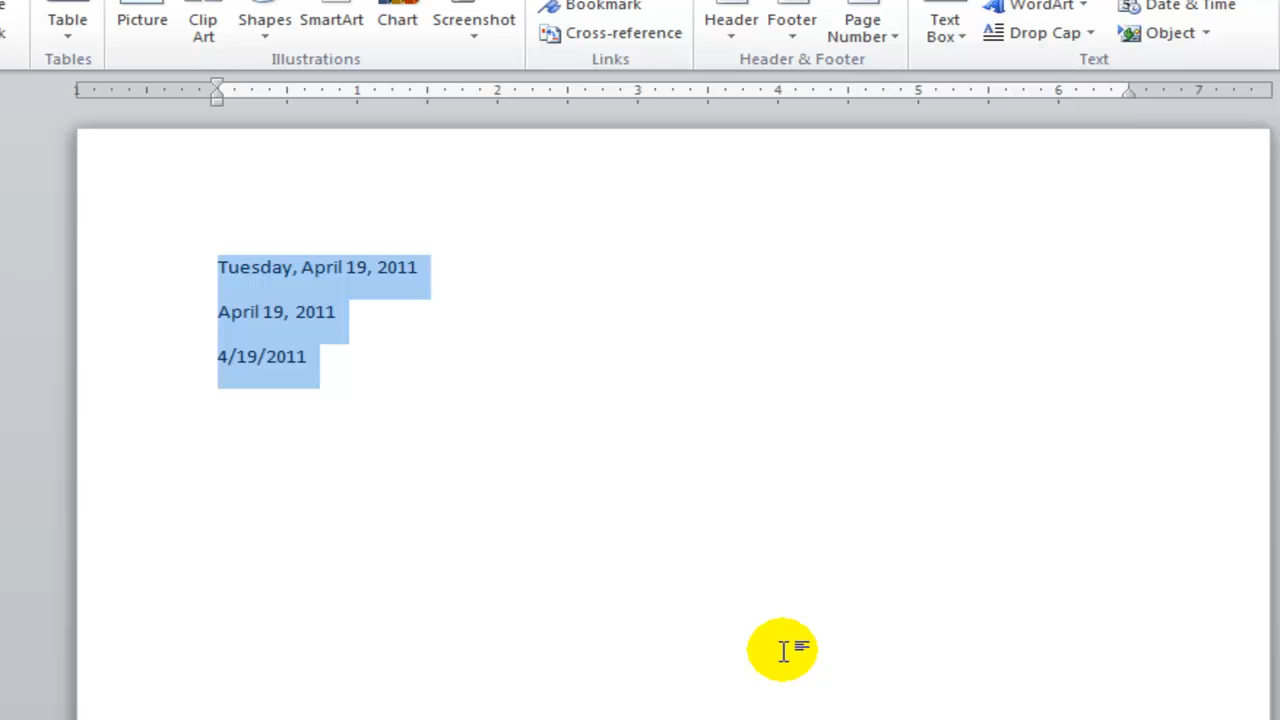 Table Picture Clip Art Shapes SmartArt Chart Screenshot Bookmark Header Footer Page Number Text Box WordArt Date & Time
Cross-reference Drop Cap Object
Tables Illustrations Links Header & Footer Text
1 1 2 3 4 5 6 7
Tuesday, April 19, 2011
April 19, 2011
4/19/2011